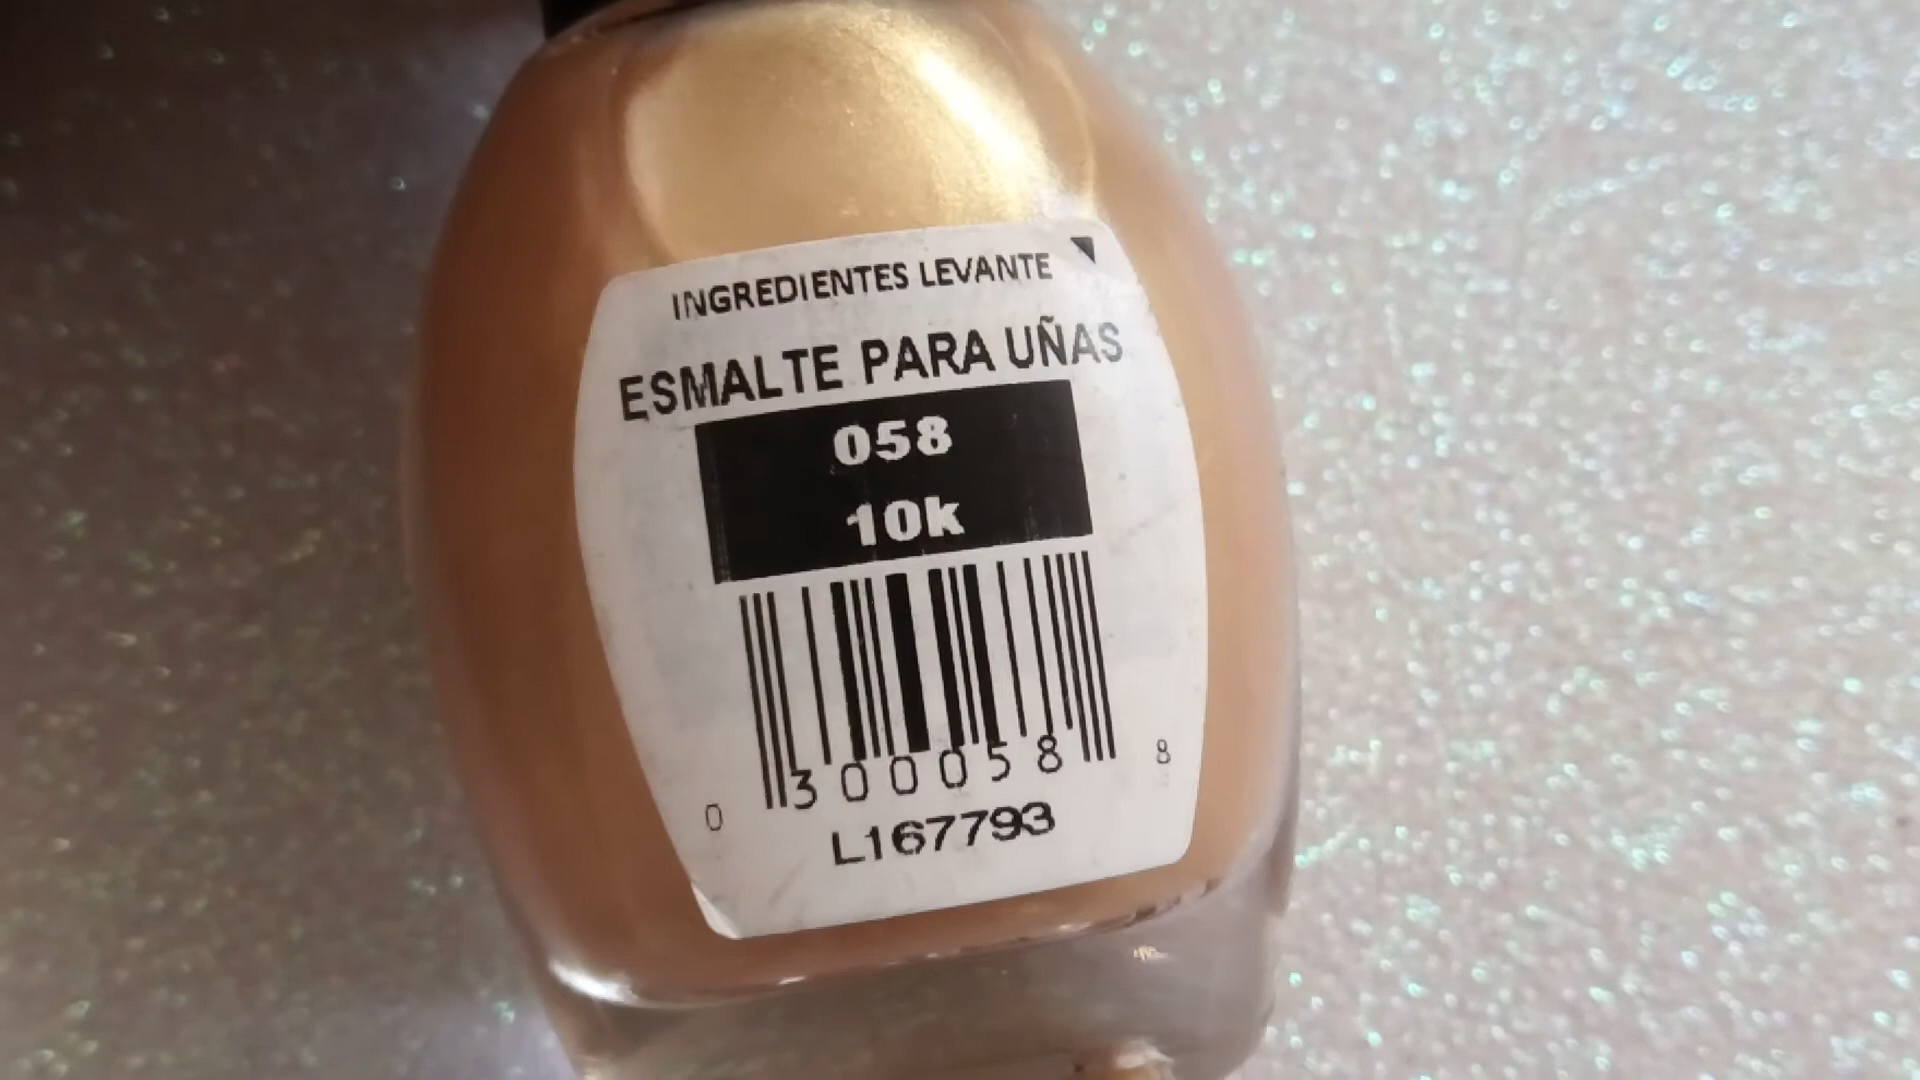 INGREDIENTES LEVANTE
ESMALTE PARA UÑAS
058
10k
0 300058 8
L167793